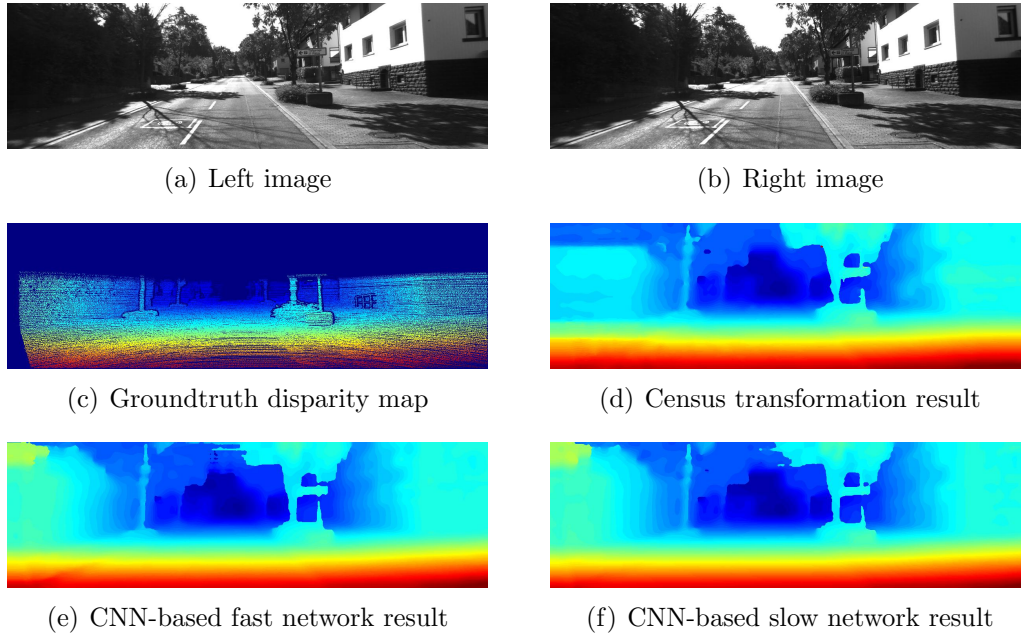 (a) Left image
(b) Right image
(c) Groundtruth disparity map
(d) Census transformation result
(e) CNN-based fast network result
(f) CNN-based slow network result